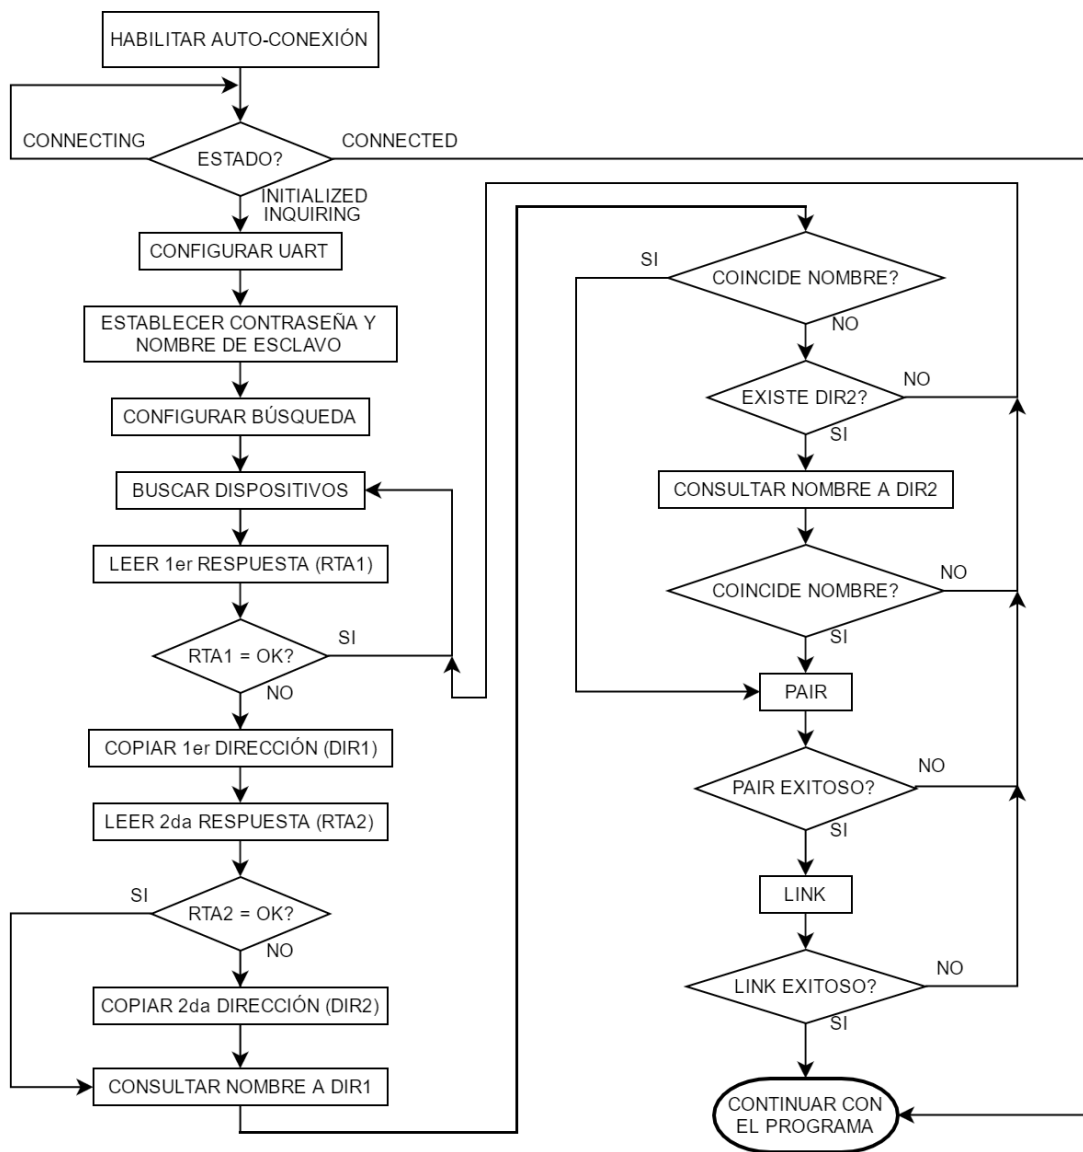 HABILITAR AUTO-CONEXIÓN
CONNECTING
ESTADO?
CONNECTED
INITIALIZED
INQUIRING
CONFIGURAR UART
ESTABLECER CONTRASEÑA Y
NOMBRE DE ESCLAVO
CONFIGURAR BÚSQUEDA
BUSCAR DISPOSITIVOS
LEER 1er RESPUESTA (RTA1)
RTA1 = OK?
SI
NO
COPIAR 1er DIRECCIÓN (DIR1)
LEER 2da RESPUESTA (RTA2)
SI
RTA2 = OK?
NO
COPIAR 2da DIRECCIÓN (DIR2)
CONSULTAR NOMBRE A DIR1
SI
COINCIDE NOMBRE?
NO
EXISTE DIR2?
NO
SI
CONSULTAR NOMBRE A DIR2
COINCIDE NOMBRE?
NO
SI
PAIR
PAIR EXITOSO?
NO
SI
LINK
LINK EXITOSO?
NO
SI
CONTINUAR CON
EL PROGRAMA